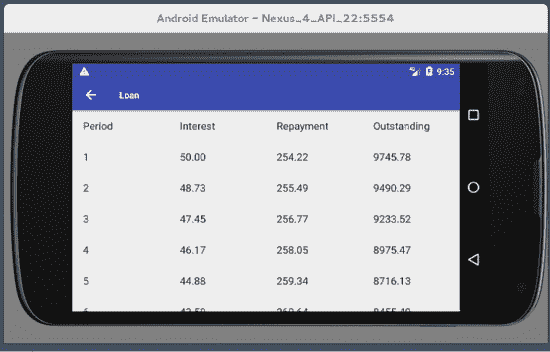 Android Emulator - Nexus_4_API_22:5554
9:35
Loan
Period Interest Repayment Outstanding
1 50.00 254.22 9745.78
2 48.73 255.49 9490.29
3 47.45 256.77 9233.52
4 46.17 258.05 8975.47
5 44.88 259.34 8716.13